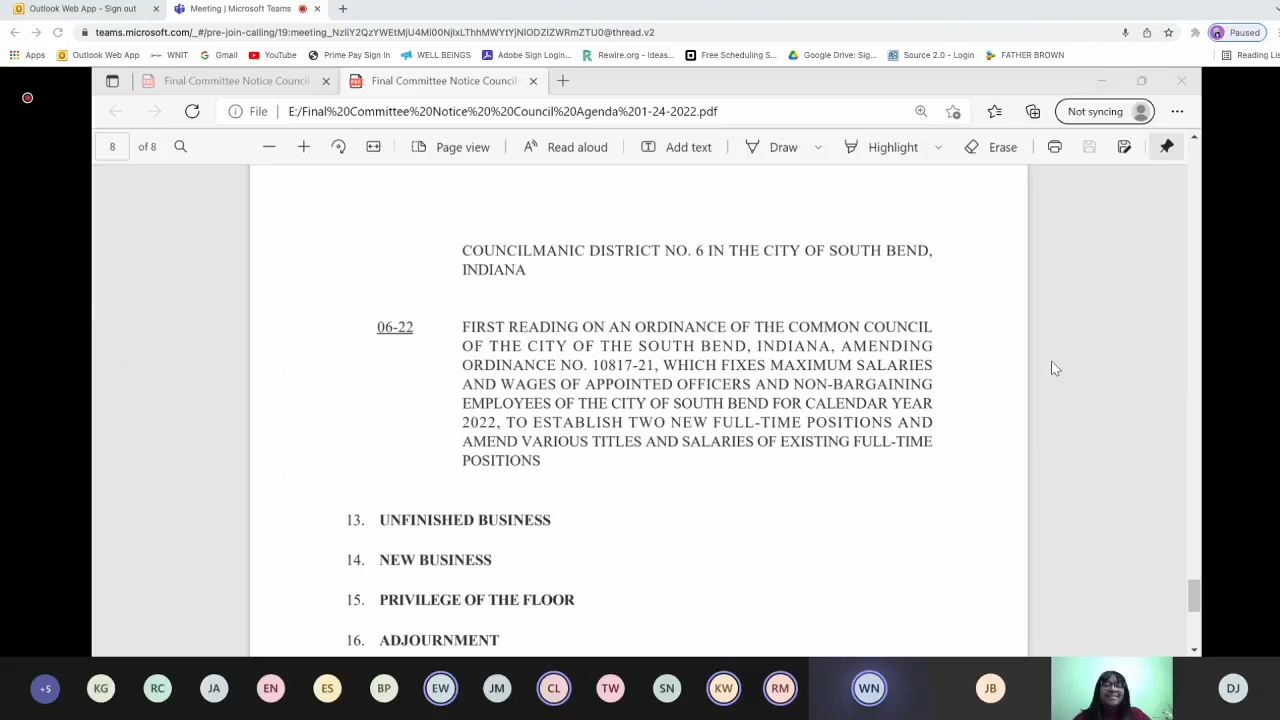 Outlook Web App - Sign out
Meeting | Microsoft Teams
teams.microsoft.com/_#/pre-join-calling/19:meeting_NzIiY2QzYWEtMjU4Mi00NjIxLThhMWYtYjNlODZlZWRmZTU0@thread.v2
Paused
Apps Outlook Web App WNIT Gmail YouTube Prime Pay Sign In WELL BEINGS Adobe Sign Login... Rewire.org - Ideas... Free Scheduling S... Google Drive: Sig... Source 2.0 - Login FATHER BROWN Reading Lis
Final Committee Notice Council Final Committee Notice Council
File E:/Final%20Committee%20Notice%20%20Council%20Agenda%201-24-2022.pdf Not syncing
8 of 8 Page view Read aloud Add text Draw Highlight Erase
COUNCILMANIC DISTRICT NO. 6 IN THE CITY OF SOUTH BEND,
INDIANA
06-22 FIRST READING ON AN ORDINANCE OF THE COMMON COUNCIL
OF THE CITY OF THE SOUTH BEND, INDIANA, AMENDING
ORDINANCE NO. 10817-21, WHICH FIXES MAXIMUM SALARIES
AND WAGES OF APPOINTED OFFICERS AND NON-BARGAINING
EMPLOYEES OF THE CITY OF SOUTH BEND FOR CALENDAR YEAR
2022, TO ESTABLISH TWO NEW FULL-TIME POSITIONS AND
AMEND VARIOUS TITLES AND SALARIES OF EXISTING FULL-TIME
POSITIONS
13. UNFINISHED BUSINESS
14. NEW BUSINESS
15. PRIVILEGE OF THE FLOOR
16. ADJOURNMENT
+5 KG RC JA EN ES BP EW JM CL TW SN KW RM WN JB DJ